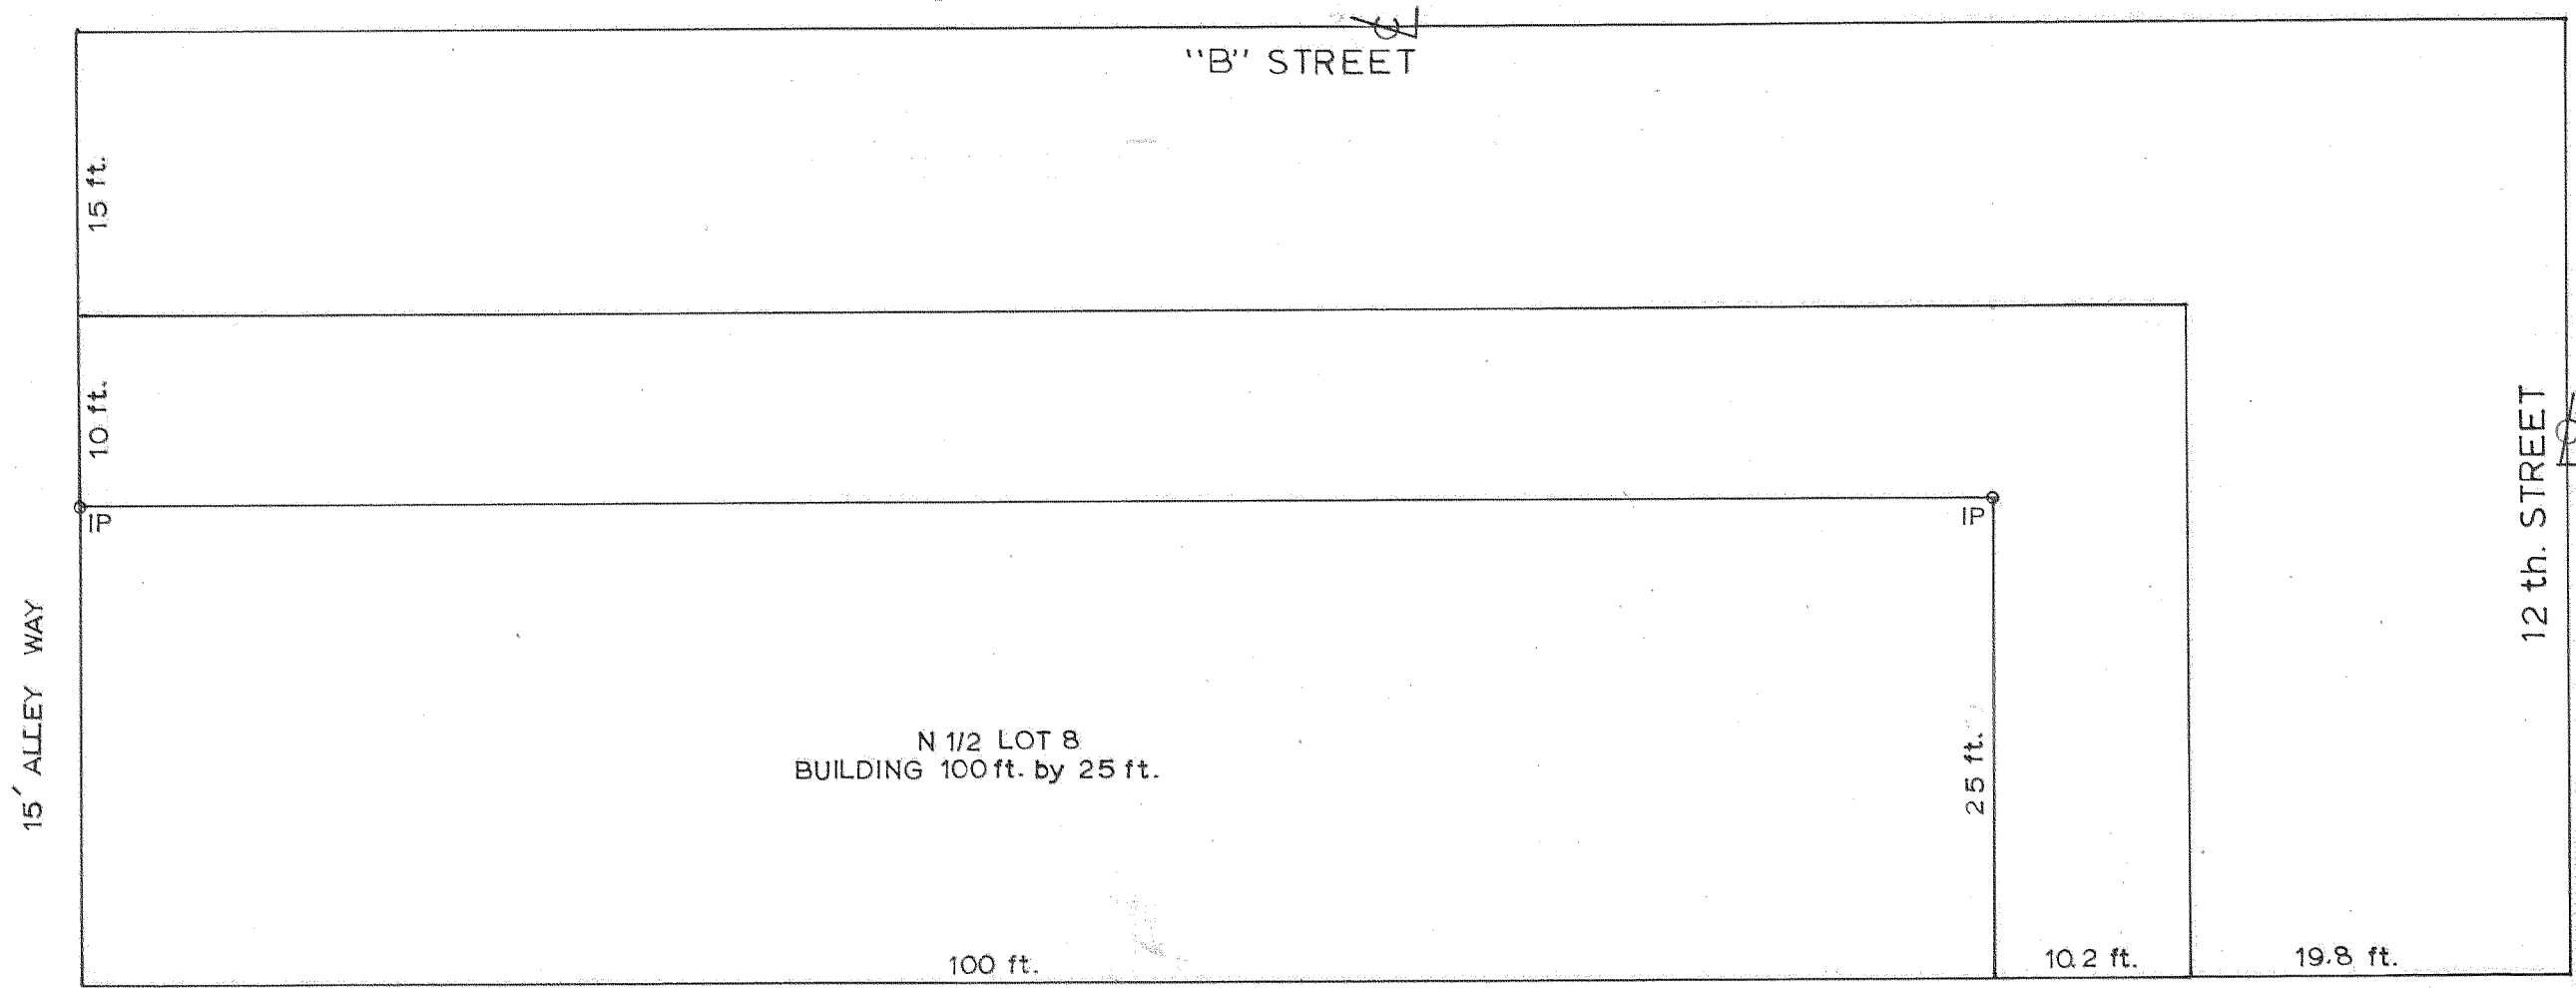 "B" STREET
15 ft.
10 ft.
IP
IP
12 th. STREET
15' ALLEY WAY
N 1/2 LOT 8
BUILDING 100 ft. by 25 ft.
25 ft.
100 ft.
10.2 ft.
19.8 ft.